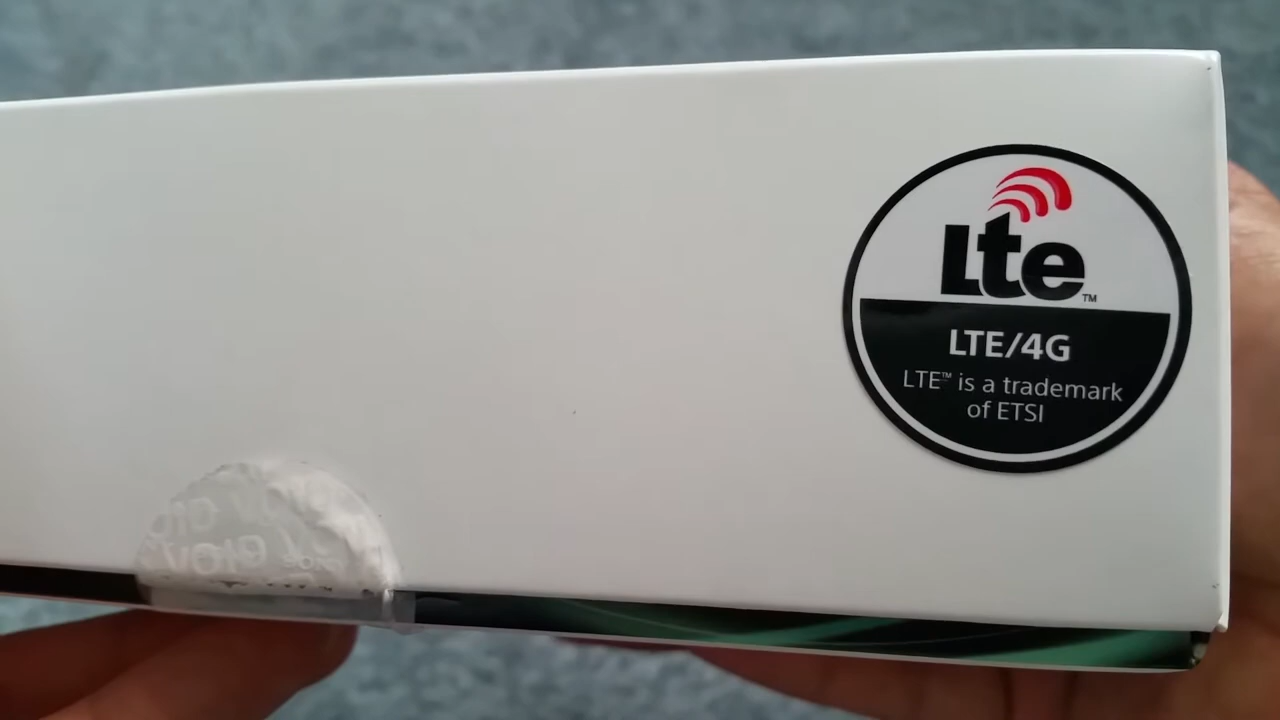 Lte™
LTE/4G
LTE™ is a trademark
of ETSI